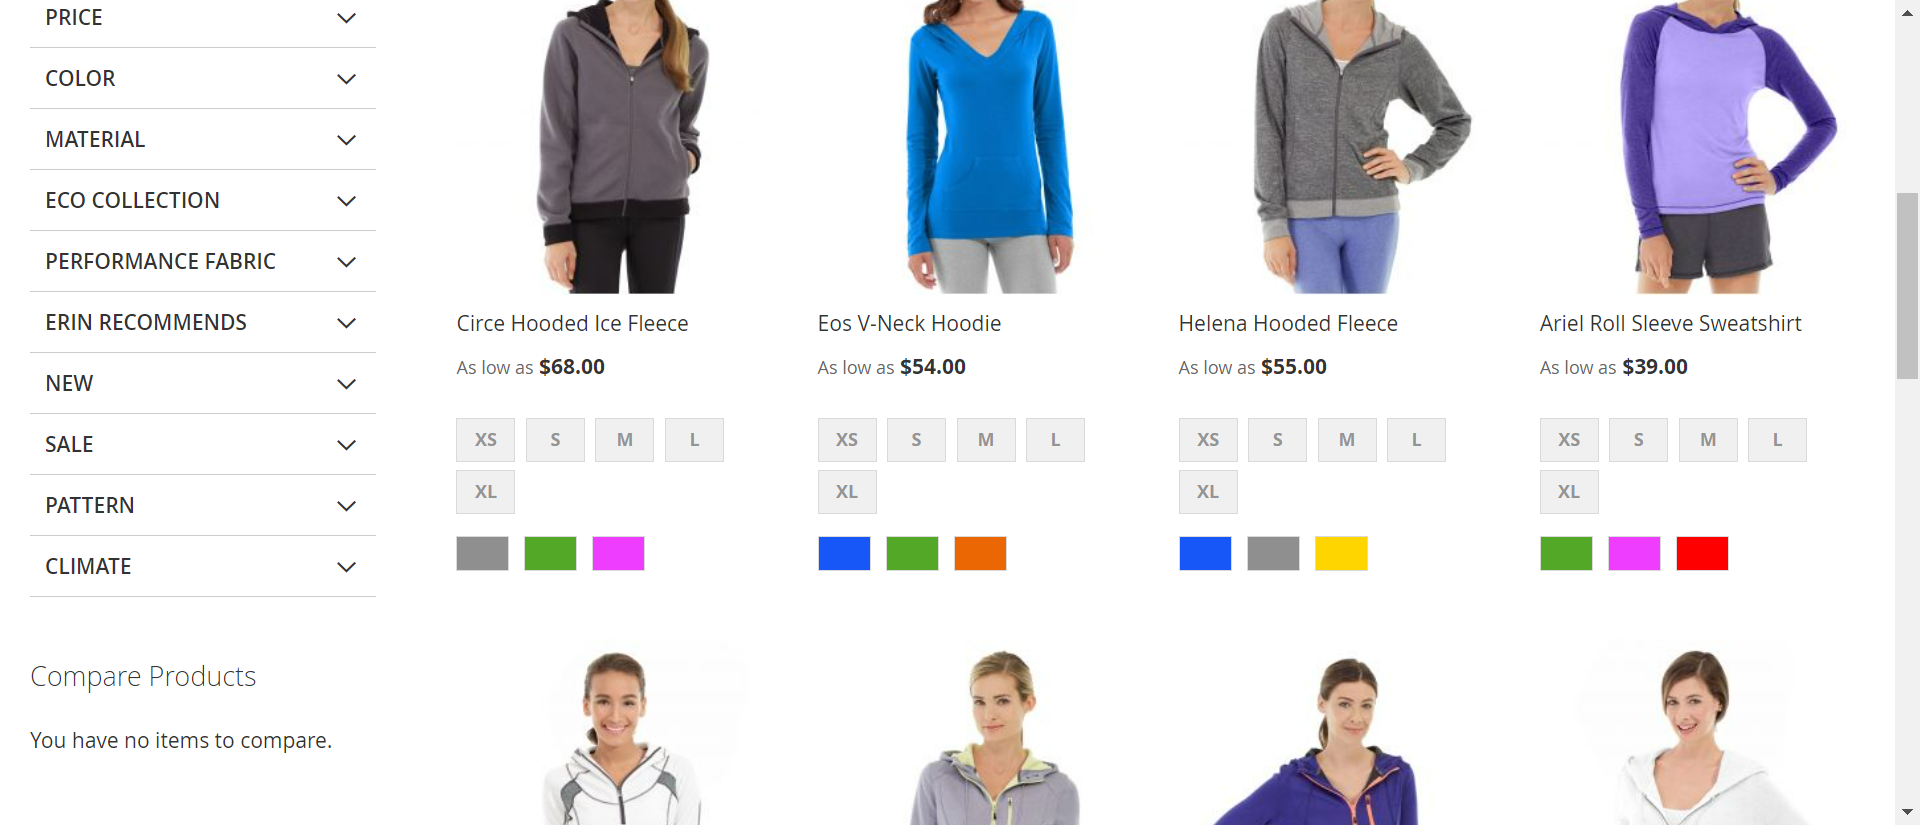 PRICE
COLOR
MATERIAL
ECO COLLECTION
PERFORMANCE FABRIC
ERIN RECOMMENDS
NEW
SALE
PATTERN
CLIMATE
Compare Products
You have no items to compare.
Circe Hooded Ice Fleece
As low as $68.00
XS S M L
XL
Eos V-Neck Hoodie
As low as $54.00
XS S M L
XL
Helena Hooded Fleece
As low as $55.00
XS S M L
XL
Ariel Roll Sleeve Sweatshirt
As low as $39.00
XS S M L
XL